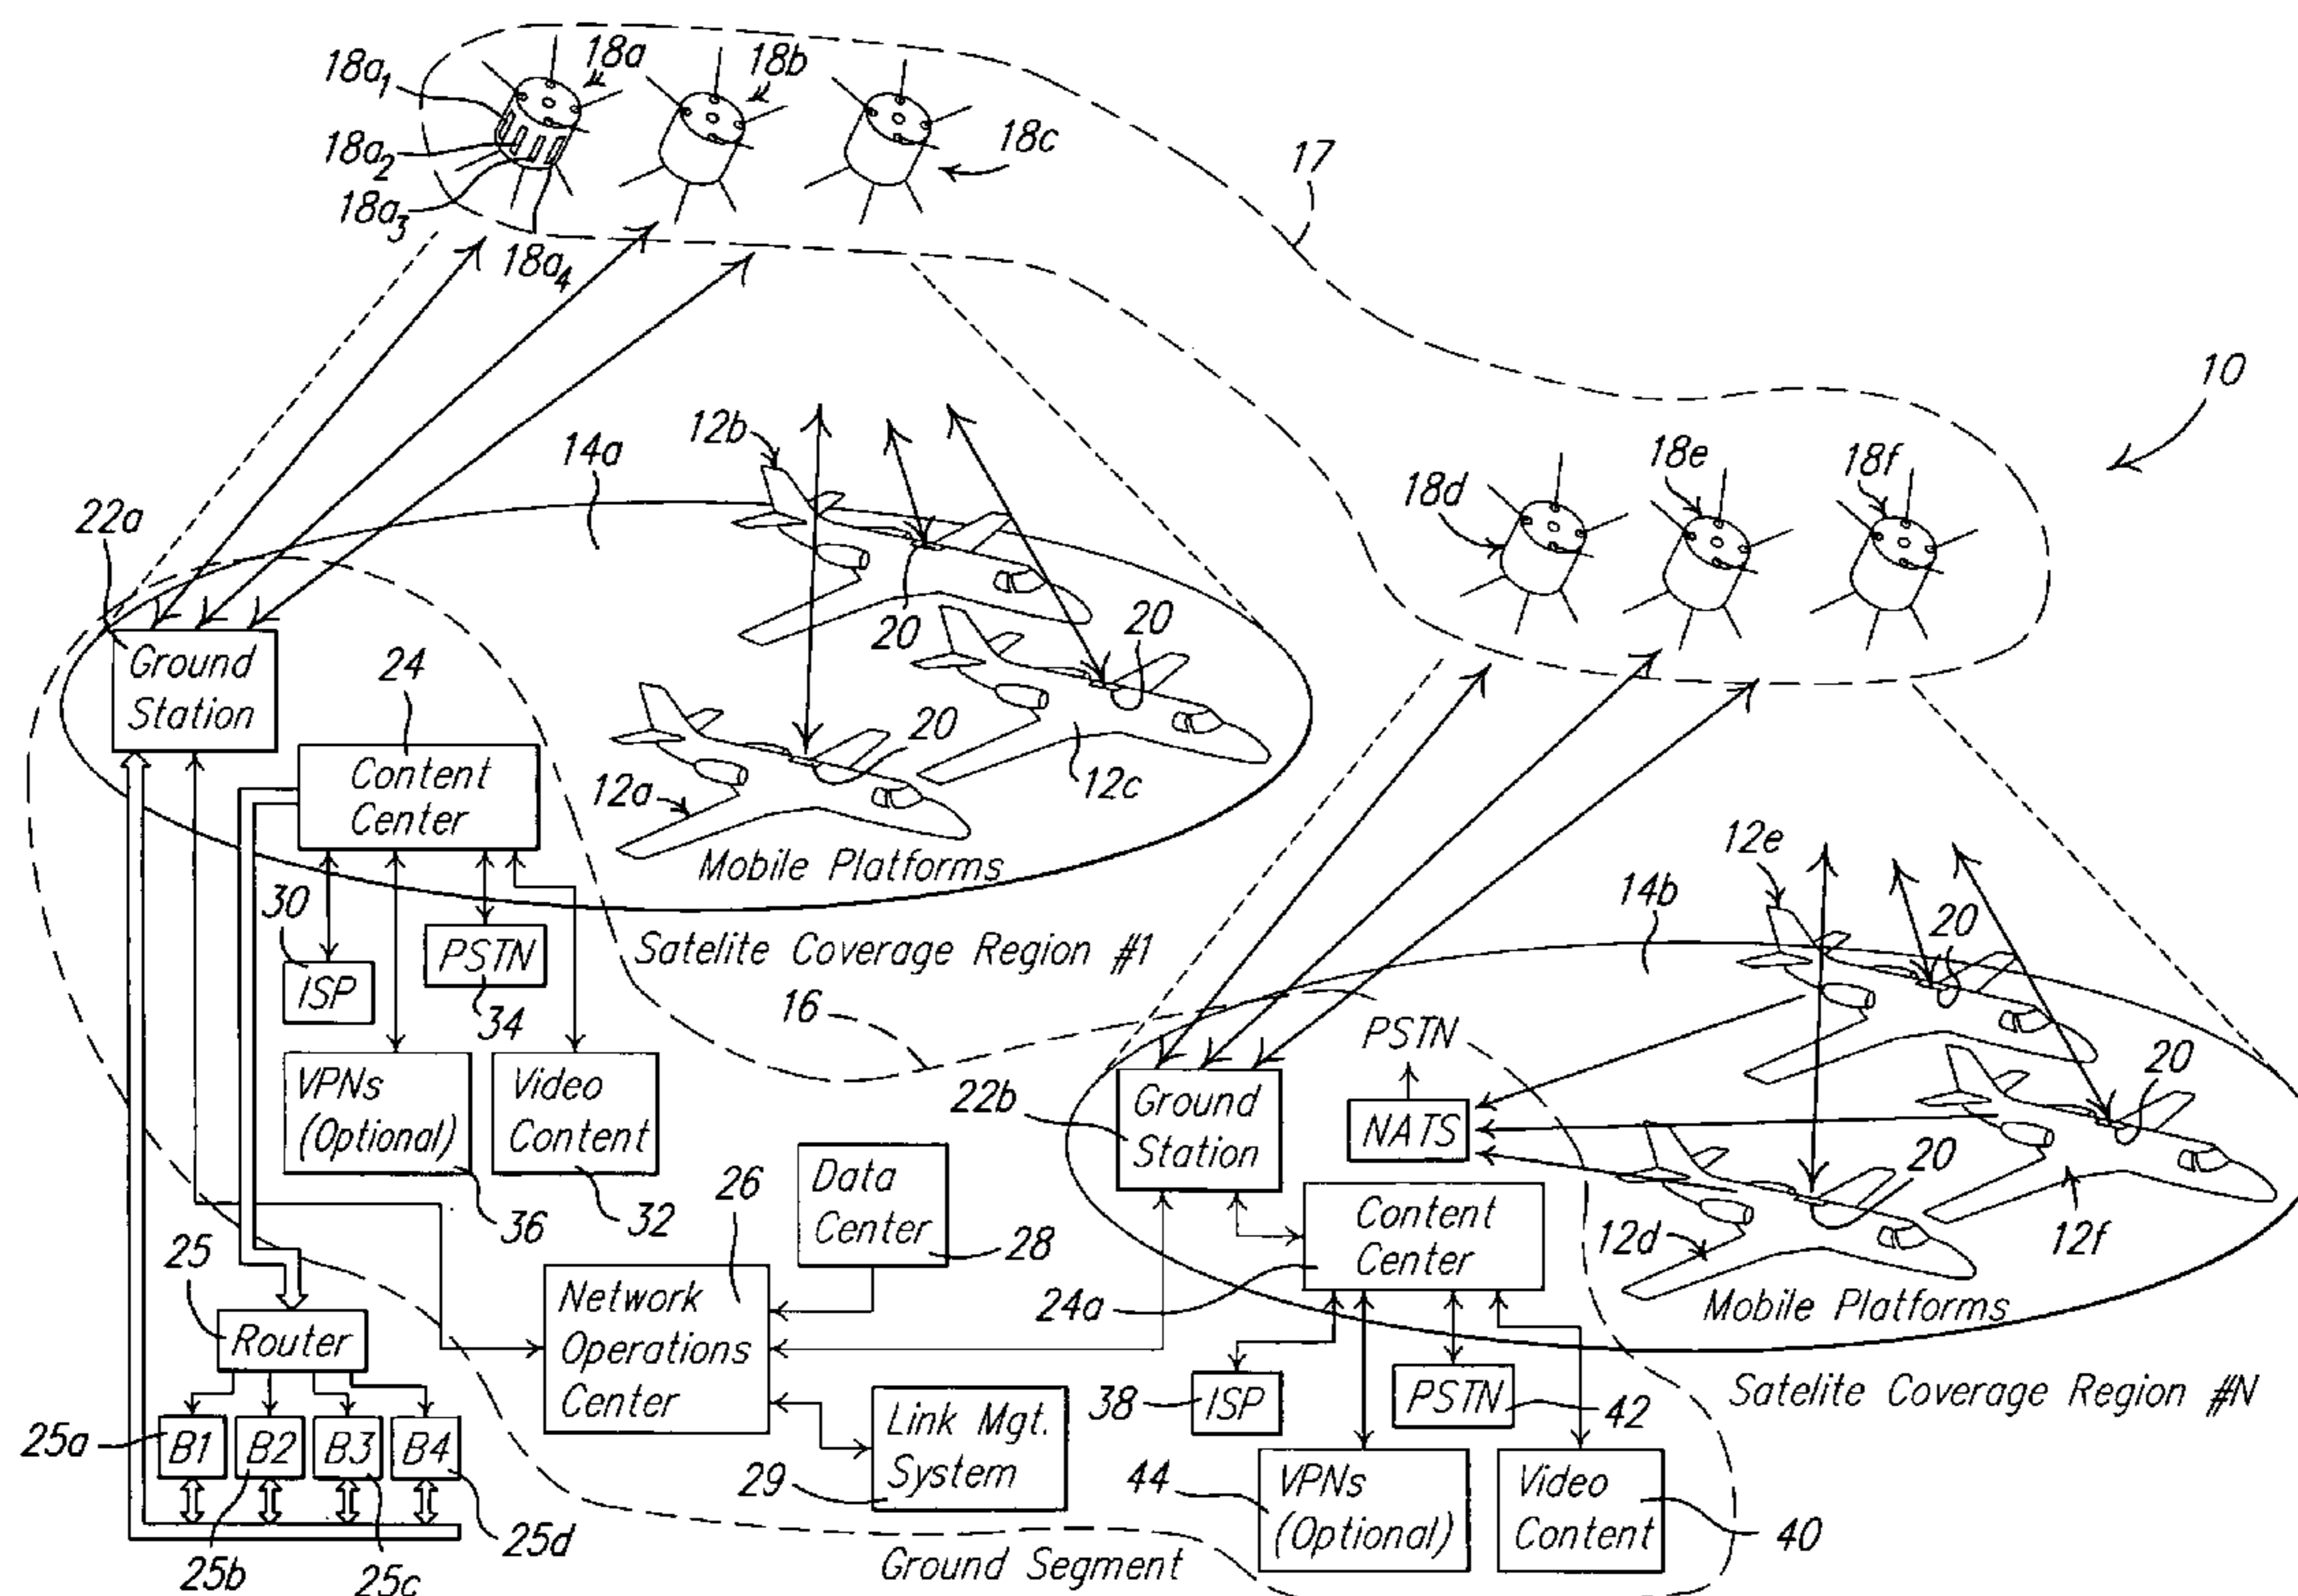 18a1
18a
18b
18c
18a2
18a3
18a4
17
10
14a
12b
18d
18e
18f
22a
Ground
Station
24
Content
Center
20
20
20
12a
12c
Mobile Platforms
30
ISP
PSTN
34
Satelite Coverage Region #1
16
VPNs
(Optional)
36
Video
Content
32
12e
14b
20
20
20
PSTN
NATS
22b
Ground
Station
12d
12f
Mobile Platforms
Content
Center
24a
Data
Center
28
26
Network
Operations
Center
25
Router
25a
B1
B2
B3
B4
25b
25c
25d
Link Mgt.
System
29
38
ISP
PSTN
42
Satelite Coverage Region #N
44
VPNs
(Optional)
Video
Content
40
Ground Segment